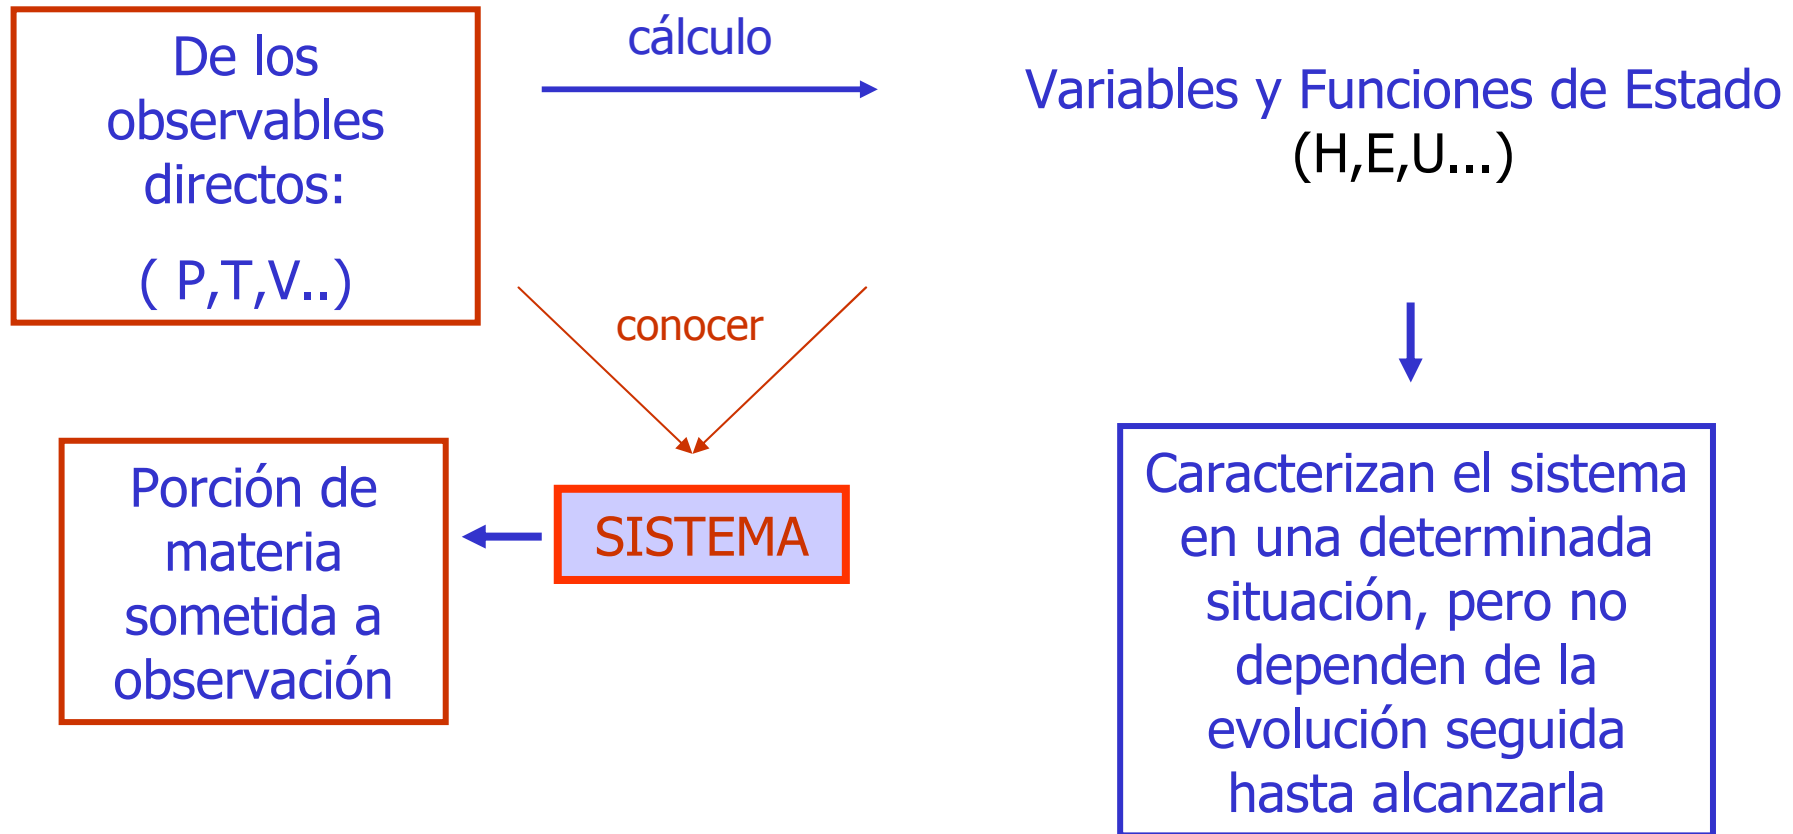 De los
observables
directos:
( P,T,V..)
cálculo
Variables y Funciones de Estado
(H,E,U...)
conocer
Porción de
materia
sometida a
observación
SISTEMA
Caracterizan el sistema
en una determinada
situación, pero no
dependen de la
evolución seguida
hasta alcanzarla